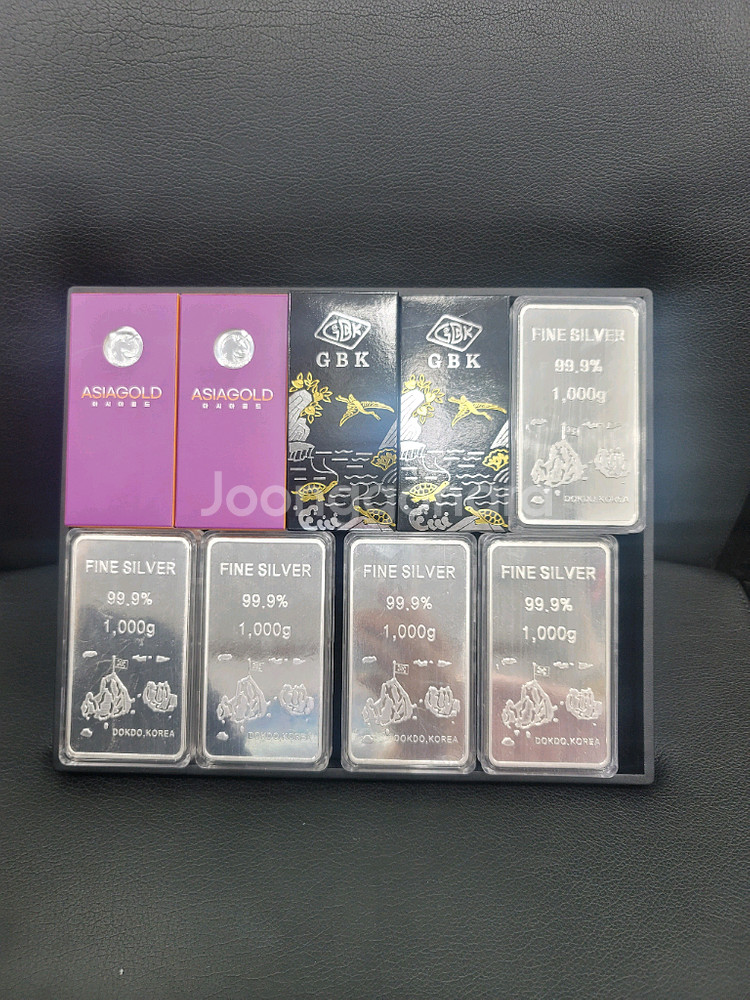 ASIAGOLD
아시아골드
ASIAGOLD
아시아골드
GBK
GBK
GBK
GBK
FINE SILVER
99.9%
1,000g
DOKDO,KOREA
FINE SILVER
99.9%
1,000g
DOKDO,KOREA
FINE SILVER
99.9%
1,000g
DOKDO,KOREA
FINE SILVER
99.9%
1,000g
DOKDO,KOREA
FINE SILVER
99.9%
1,000g
DOKDO,KOREA